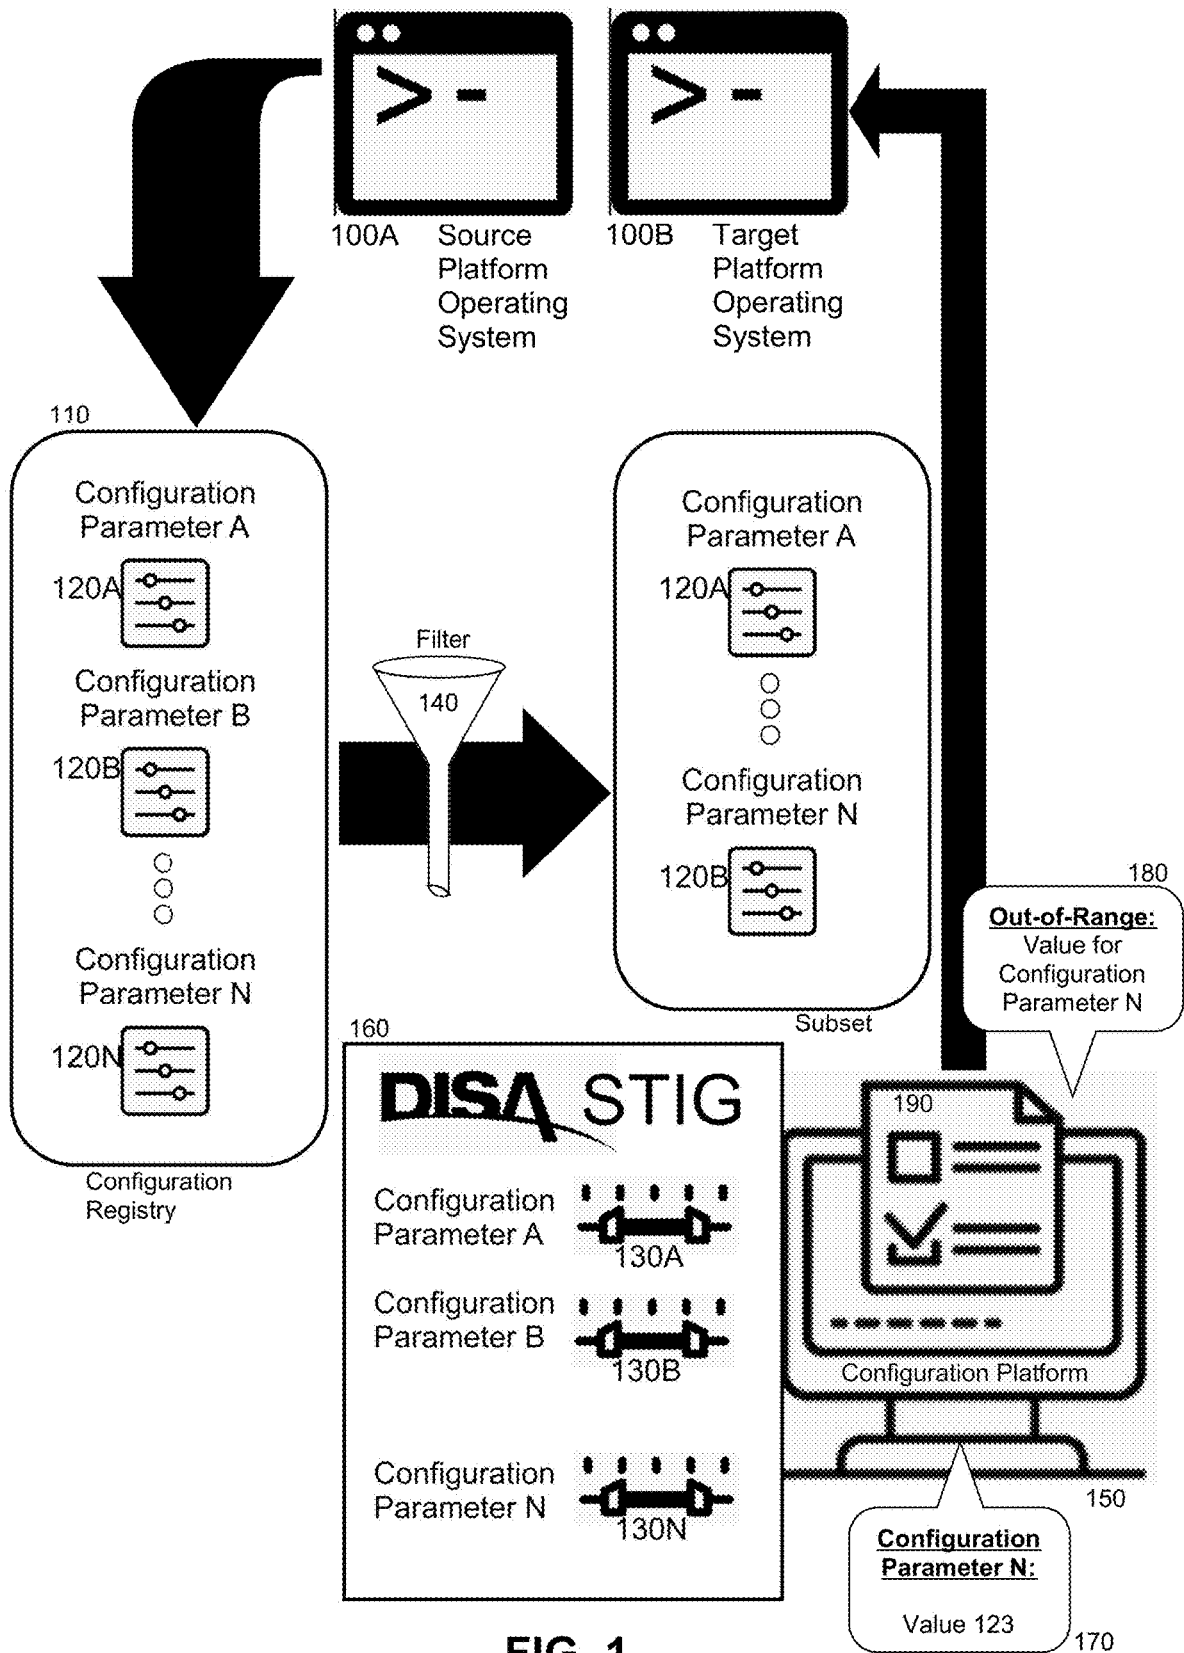 > -
> -
100A Source
Platform
Operating
System
100B Target
Platform
Operating
System
110
Configuration
Parameter A
120A
Configuration
Parameter B
120B
Configuration
Parameter N
120N
Configuration
Registry
Filter
140
Configuration
Parameter A
120A
Configuration
Parameter N
120B
Subset
180
Out-of-Range:
Value for
Configuration
Parameter N
160
DISA STIG
Configuration
Parameter A
130A
Configuration
Parameter B
130B
Configuration
Parameter N
130N
190
Configuration Platform
150
Configuration
Parameter N:
Value 123
170
FIG. 1